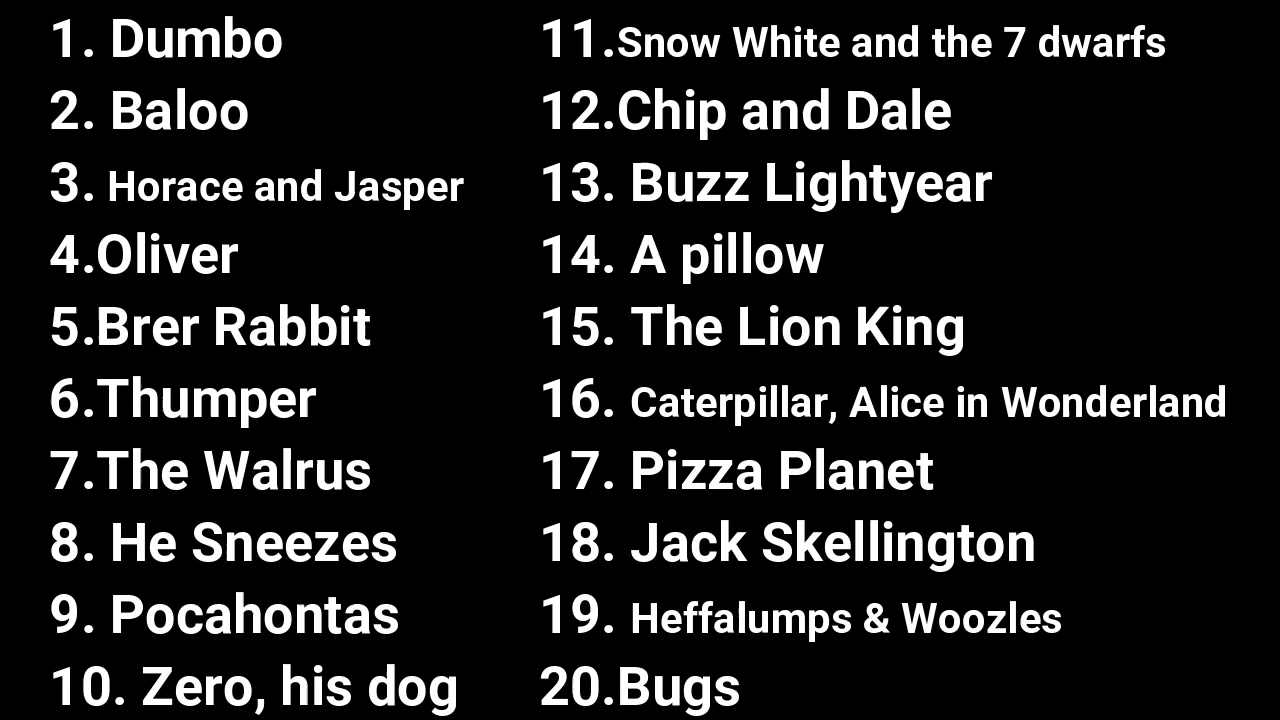 1. Dumbo
2. Baloo
3. Horace and Jasper
4.Oliver
5.Brer Rabbit
6.Thumper
7.The Walrus
8. He Sneezes
9. Pocahontas
10. Zero, his dog
11.Snow White and the 7 dwarfs
12.Chip and Dale
13. Buzz Lightyear
14. A pillow
15. The Lion King
16. Caterpillar, Alice in Wonderland
17. Pizza Planet
18. Jack Skellington
19. Heffalumps & Woozles
20.Bugs